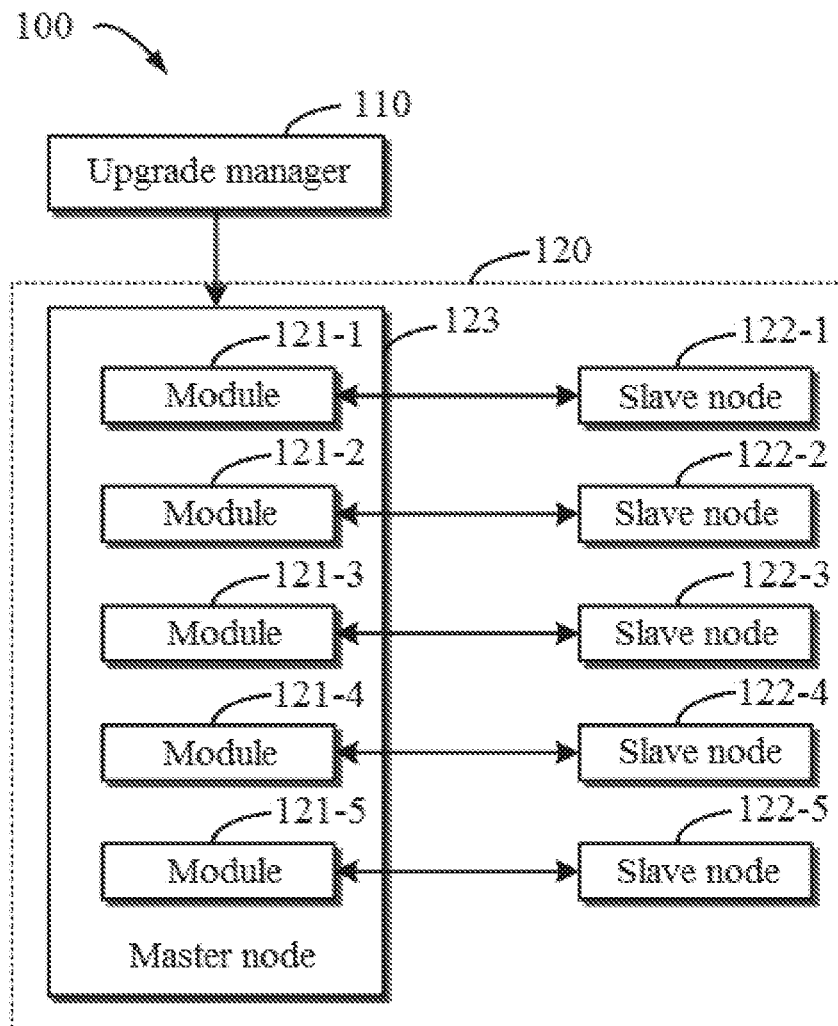 100
110
Upgrade manager
120
123
121-1
122-1
Module
Slave node
121-2
122-2
Module
Slave node
121-3
122-3
Module
Slave node
121-4
122-4
Module
Slave node
121-5
122-5
Module
Slave node
Master node